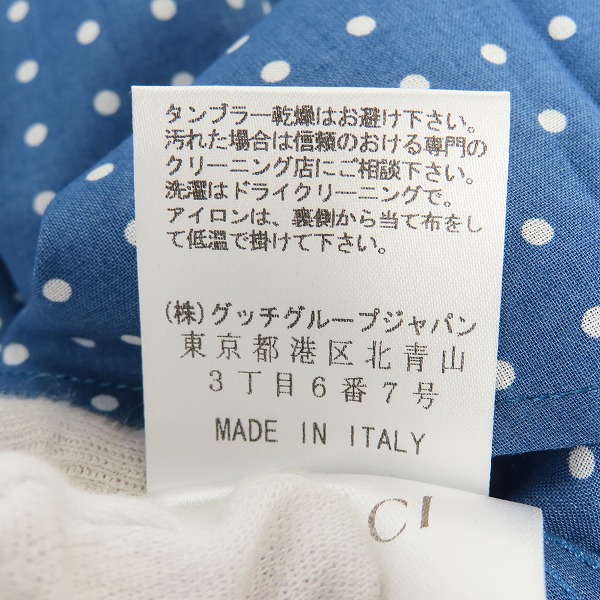 タンブラー乾燥はお避け下さい。
汚れた場合は信頼のおける専門の
クリーニング店にご相談下さい。
洗濯はドライクリーニングで。
アイロンは、裏側から当て布をし
て低温で掛けて下さい。
(株)グッチグループジャパン
東京都港区北青山
3丁目6番7号
MADE IN ITALY
CI